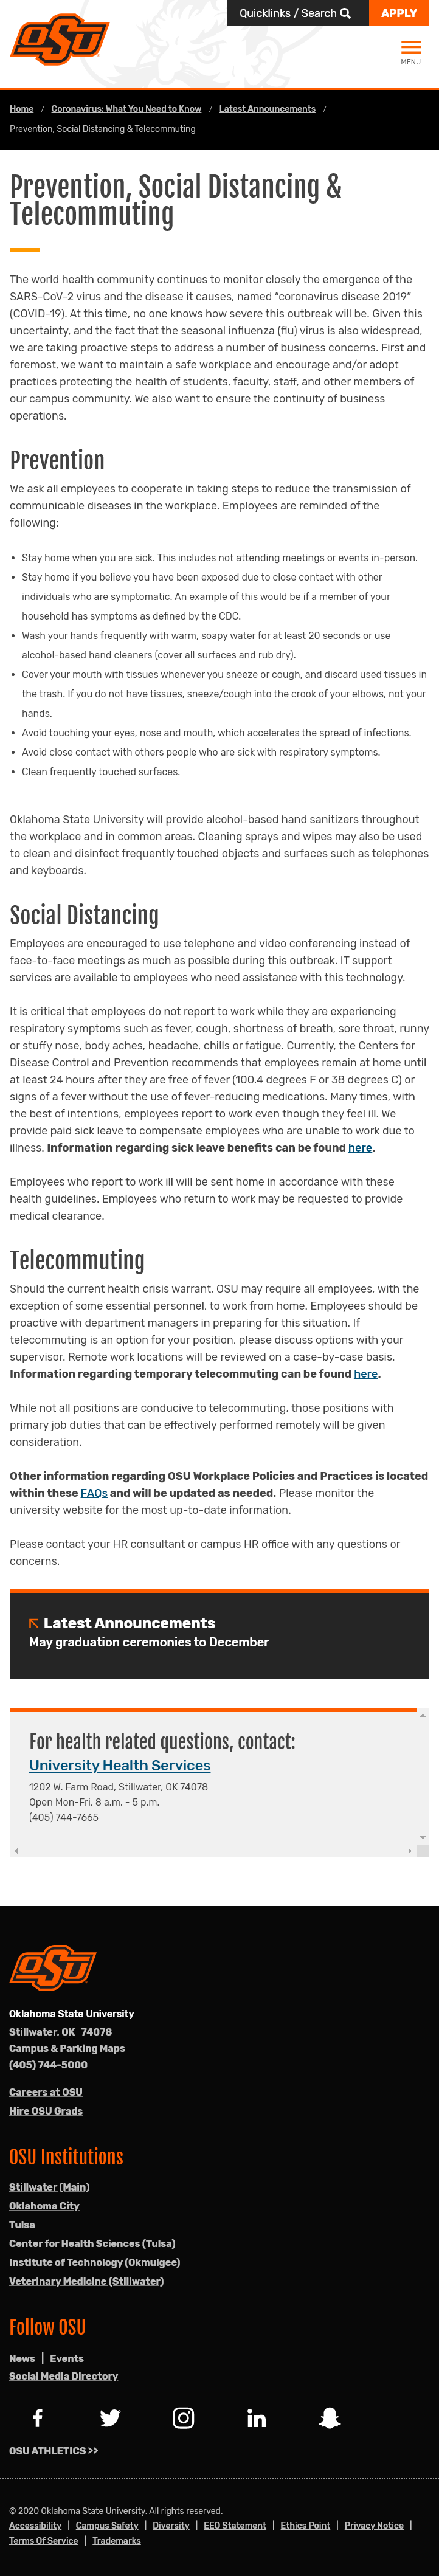 OSU
Quicklinks / Search
APPLY
MENU
Home / Coronavirus: What You Need to Know / Latest Announcements /
Prevention, Social Distancing & Telecommuting
Prevention, Social Distancing &
Telecommuting
The world health community continues to monitor closely the emergence of the
SARS-CoV-2 virus and the disease it causes, named “coronavirus disease 2019”
(COVID-19). At this time, no one knows how severe this outbreak will be. Given this
uncertainty, and the fact that the seasonal influenza (flu) virus is also widespread,
we are taking proactive steps to address a number of business concerns. First and
foremost, we want to maintain a safe workplace and encourage and/or adopt
practices protecting the health of students, faculty, staff, and other members of
our campus community. We also want to ensure the continuity of business
operations.
Prevention
We ask all employees to cooperate in taking steps to reduce the transmission of
communicable diseases in the workplace. Employees are reminded of the
following:
• Stay home when you are sick. This includes not attending meetings or events in-person.
• Stay home if you believe you have been exposed due to close contact with other
individuals who are symptomatic. An example of this would be if a member of your
household has symptoms as defined by the CDC.
• Wash your hands frequently with warm, soapy water for at least 20 seconds or use
alcohol-based hand cleaners (cover all surfaces and rub dry).
• Cover your mouth with tissues whenever you sneeze or cough, and discard used tissues in
the trash. If you do not have tissues, sneeze/cough into the crook of your elbows, not your
hands.
• Avoid touching your eyes, nose and mouth, which accelerates the spread of infections.
• Avoid close contact with others people who are sick with respiratory symptoms.
• Clean frequently touched surfaces.
Oklahoma State University will provide alcohol-based hand sanitizers throughout
the workplace and in common areas. Cleaning sprays and wipes may also be used
to clean and disinfect frequently touched objects and surfaces such as telephones
and keyboards.
Social Distancing
Employees are encouraged to use telephone and video conferencing instead of
face-to-face meetings as much as possible during this outbreak. IT support
services are available to employees who need assistance with this technology.
It is critical that employees do not report to work while they are experiencing
respiratory symptoms such as fever, cough, shortness of breath, sore throat, runny
or stuffy nose, body aches, headache, chills or fatigue. Currently, the Centers for
Disease Control and Prevention recommends that employees remain at home until
at least 24 hours after they are free of fever (100.4 degrees F or 38 degrees C) or
signs of a fever without the use of fever-reducing medications. Many times, with
the best of intentions, employees report to work even though they feel ill. We
provide paid sick leave to compensate employees who are unable to work due to
illness. Information regarding sick leave benefits can be found here.
Employees who report to work ill will be sent home in accordance with these
health guidelines. Employees who return to work may be requested to provide
medical clearance.
Telecommuting
Should the current health crisis warrant, OSU may require all employees, with the
exception of some essential personnel, to work from home. Employees should be
proactive with department managers in preparing for this situation. If
telecommuting is an option for your position, please discuss options with your
supervisor. Remote work locations will be reviewed on a case-by-case basis.
Information regarding temporary telecommuting can be found here.
While not all positions are conducive to telecommuting, those positions with
primary job duties that can be effectively performed remotely will be given
consideration.
Other information regarding OSU Workplace Policies and Practices is located
within these FAQs and will be updated as needed. Please monitor the
university website for the most up-to-date information.
Please contact your HR consultant or campus HR office with any questions or
concerns.
Latest Announcements
May graduation ceremonies to December
For health related questions, contact:
University Health Services
1202 W. Farm Road, Stillwater, OK 74078
Open Mon-Fri, 8 a.m. - 5 p.m.
(405) 744-7665
OSU
Oklahoma State University
Stillwater, OK 74078
Campus & Parking Maps
(405) 744-5000
Careers at OSU
Hire OSU Grads
OSU Institutions
Stillwater (Main)
Oklahoma City
Tulsa
Center for Health Sciences (Tulsa)
Institute of Technology (Okmulgee)
Veterinary Medicine (Stillwater)
Follow OSU
News | Events
Social Media Directory
OSU ATHLETICS >>
© 2020 Oklahoma State University. All rights reserved.
Accessibility | Campus Safety | Diversity | EEO Statement | Ethics Point | Privacy Notice |
Terms Of Service | Trademarks